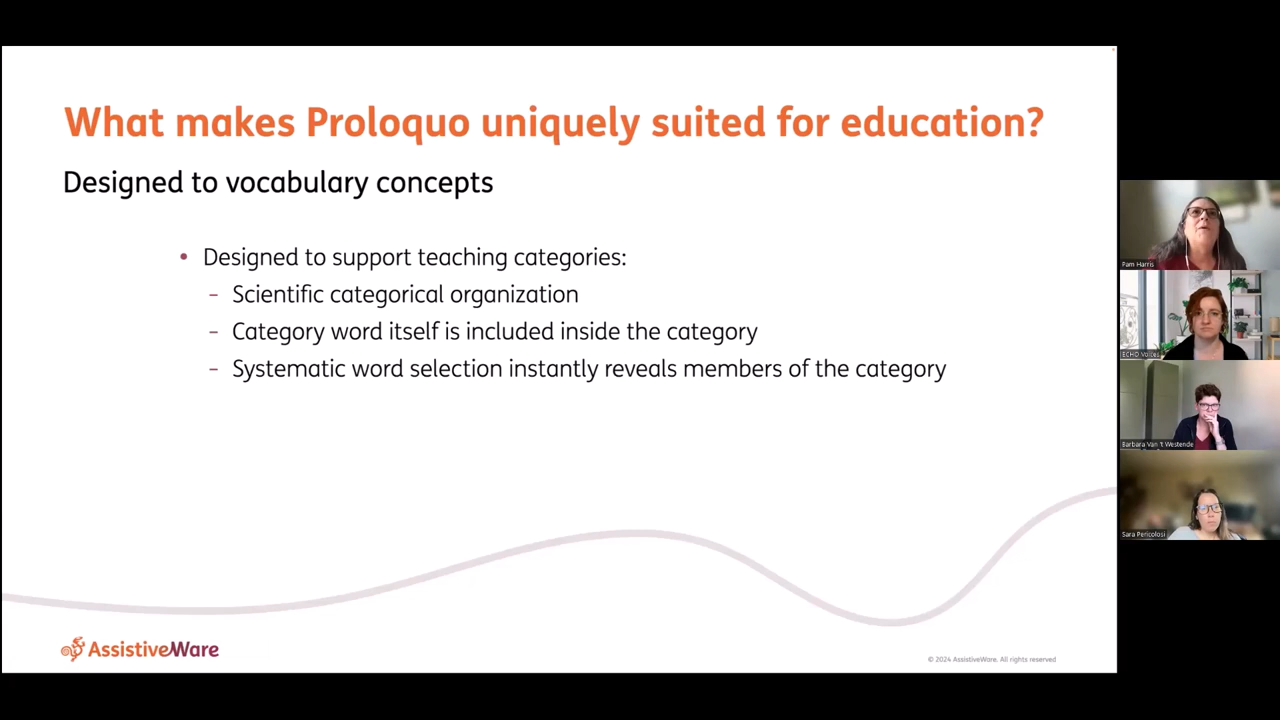 What makes Proloquo uniquely suited for education?
Designed to vocabulary concepts
• Designed to support teaching categories:
– Scientific categorical organization
– Category word itself is included inside the category
– Systematic word selection instantly reveals members of the category
AssistiveWare
© 2024 AssistiveWare. All rights reserved
Pam Harris
ECHO Voices
Barbara Van 't Westende
Sara Pericolosi